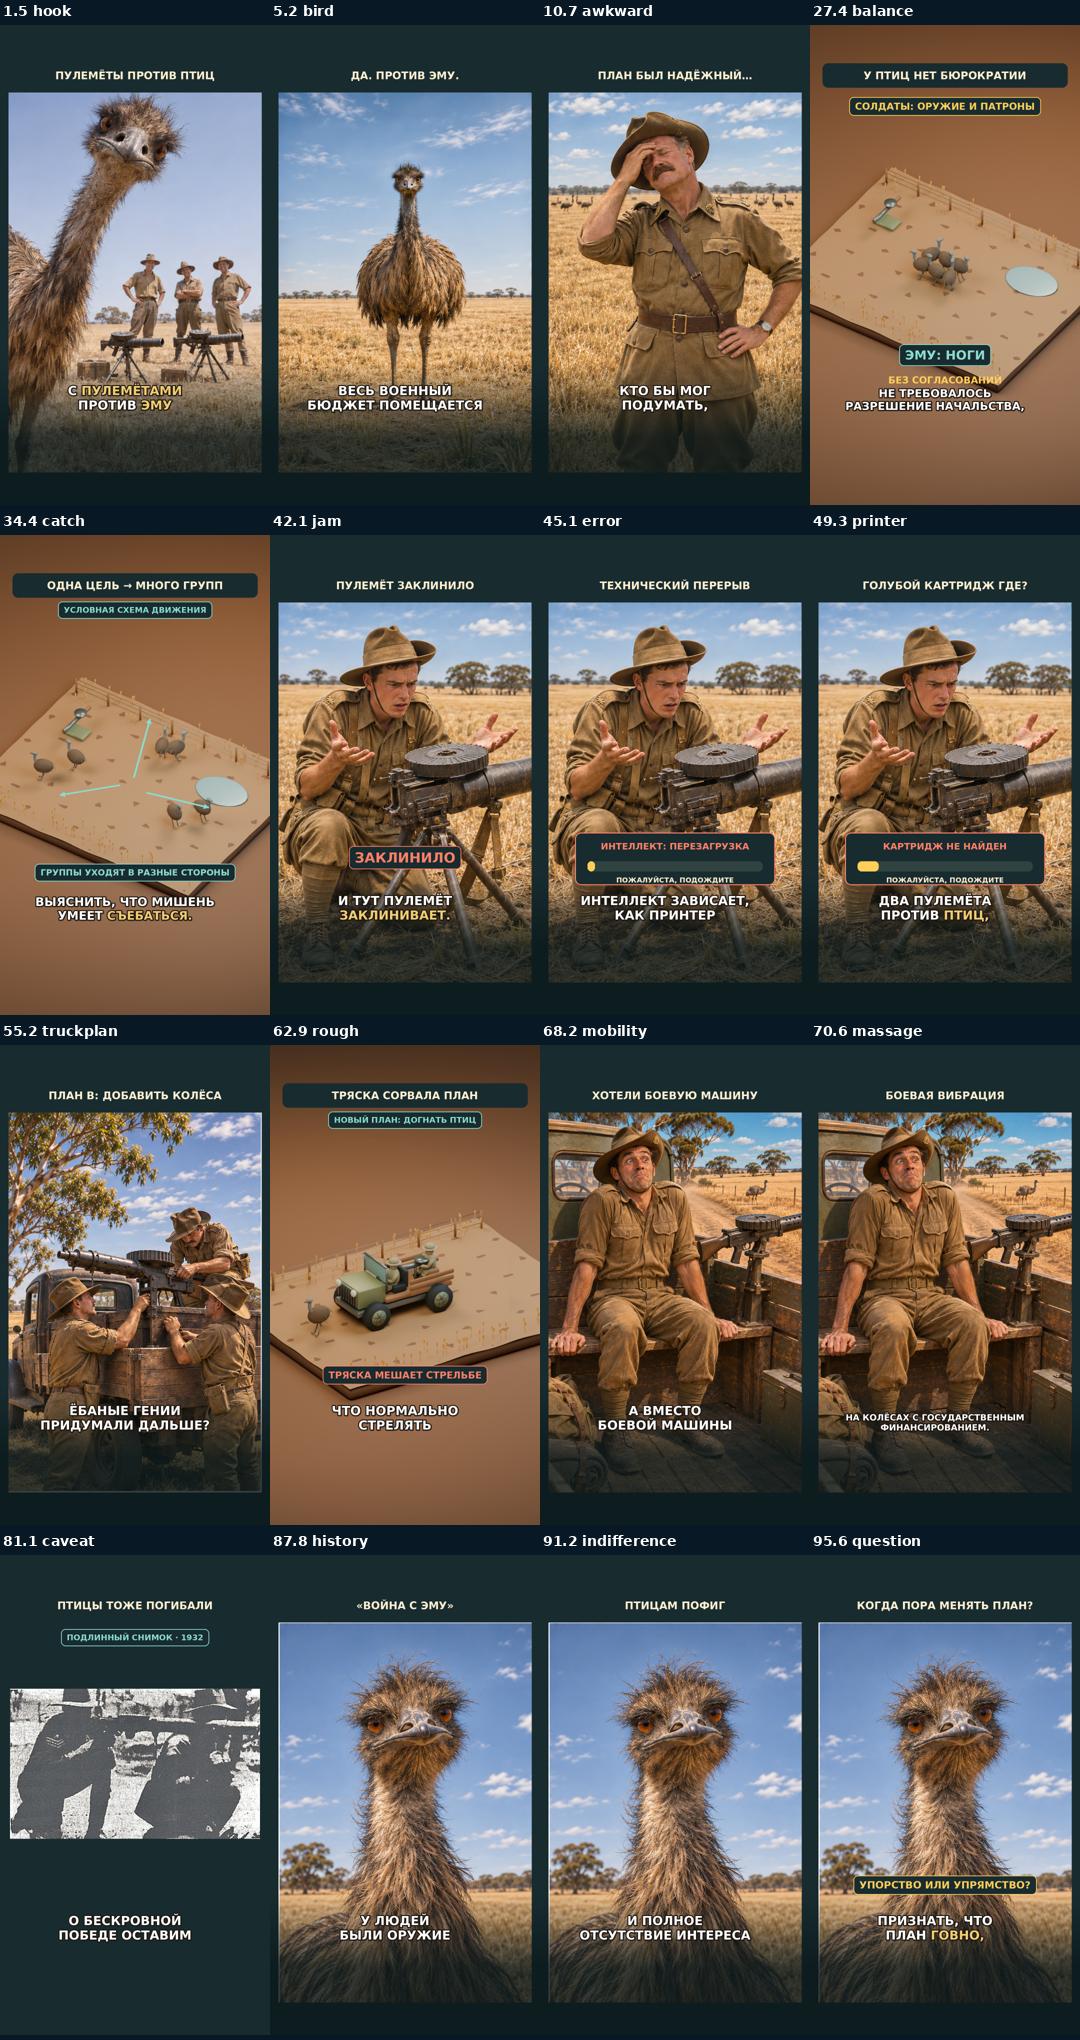 1.5 hook
ПУЛЕМЁТЫ ПРОТИВ ПТИЦ
С ПУЛЕМЁТАМИ
ПРОТИВ ЭМУ
5.2 bird
ДА. ПРОТИВ ЭМУ.
ВЕСЬ ВОЕННЫЙ
БЮДЖЕТ ПОМЕЩАЕТСЯ
10.7 awkward
ПЛАН БЫЛ НАДЁЖНЫЙ...
КТО БЫ МОГ
ПОДУМАТЬ,
27.4 balance
У ПТИЦ НЕТ БЮРОКРАТИИ
СОЛДАТЫ: ОРУЖИЕ И ПАТРОНЫ
ЭМУ: НОГИ
БЕЗ СОГЛАСОВАНИЙ
НЕ ТРЕБОВАЛОСЬ
РАЗРЕШЕНИЕ НАЧАЛЬСТВА,
34.4 catch
ОДНА ЦЕЛЬ → МНОГО ГРУПП
УСЛОВНАЯ СХЕМА ДВИЖЕНИЯ
ГРУППЫ УХОДЯТ В РАЗНЫЕ СТОРОНЫ
ВЫЯСНИТЬ, ЧТО МИШЕНЬ
УМЕЕТ СЪЕБАТЬСЯ.
42.1 jam
ПУЛЕМЁТ ЗАКЛИНИЛО
ЗАКЛИНИЛО
И ТУТ ПУЛЕМЁТ
ЗАКЛИНИВАЕТ.
45.1 error
ТЕХНИЧЕСКИЙ ПЕРЕРЫВ
ИНТЕЛЛЕКТ: ПЕРЕЗАГРУЗКА
ПОЖАЛУЙСТА, ПОДОЖДИТЕ
ИНТЕЛЛЕКТ ЗАВИСАЕТ,
КАК ПРИНТЕР
49.3 printer
ГОЛУБОЙ КАРТРИДЖ ГДЕ?
КАРТРИДЖ НЕ НАЙДЕН
ПОЖАЛУЙСТА, ПОДОЖДИТЕ
ДВА ПУЛЕМЁТА
ПРОТИВ ПТИЦ,
55.2 truckplan
ПЛАН B: ДОБАВИТЬ КОЛЁСА
ЁБАНЫЕ ГЕНИИ
ПРИДУМАЛИ ДАЛЬШЕ?
62.9 rough
ТРЯСКА СОРВАЛА ПЛАН
НОВЫЙ ПЛАН: ДОГНАТЬ ПТИЦ
ТРЯСКА МЕШАЕТ СТРЕЛЬБЕ
ЧТО НОРМАЛЬНО
СТРЕЛЯТЬ
68.2 mobility
ХОТЕЛИ БОЕВУЮ МАШИНУ
А ВМЕСТО
БОЕВОЙ МАШИНЫ
70.6 massage
БОЕВАЯ ВИБРАЦИЯ
НА КОЛЁСАХ С ГОСУДАРСТВЕННЫМ
ФИНАНСИРОВАНИЕМ.
81.1 caveat
ПТИЦЫ ТОЖЕ ПОГИБАЛИ
ПОДЛИННЫЙ СНИМОК · 1932
О БЕСКРОВНОЙ
ПОБЕДЕ ОСТАВИМ
87.8 history
«ВОЙНА С ЭМУ»
У ЛЮДЕЙ
БЫЛИ ОРУЖИЕ
91.2 indifference
ПТИЦАМ ПОФИГ
И ПОЛНОЕ
ОТСУТСТВИЕ ИНТЕРЕСА
95.6 question
КОГДА ПОРА МЕНЯТЬ ПЛАН?
УПОРСТВО ИЛИ УПРЯМСТВО?
ПРИЗНАТЬ, ЧТО
ПЛАН ГОВНО,